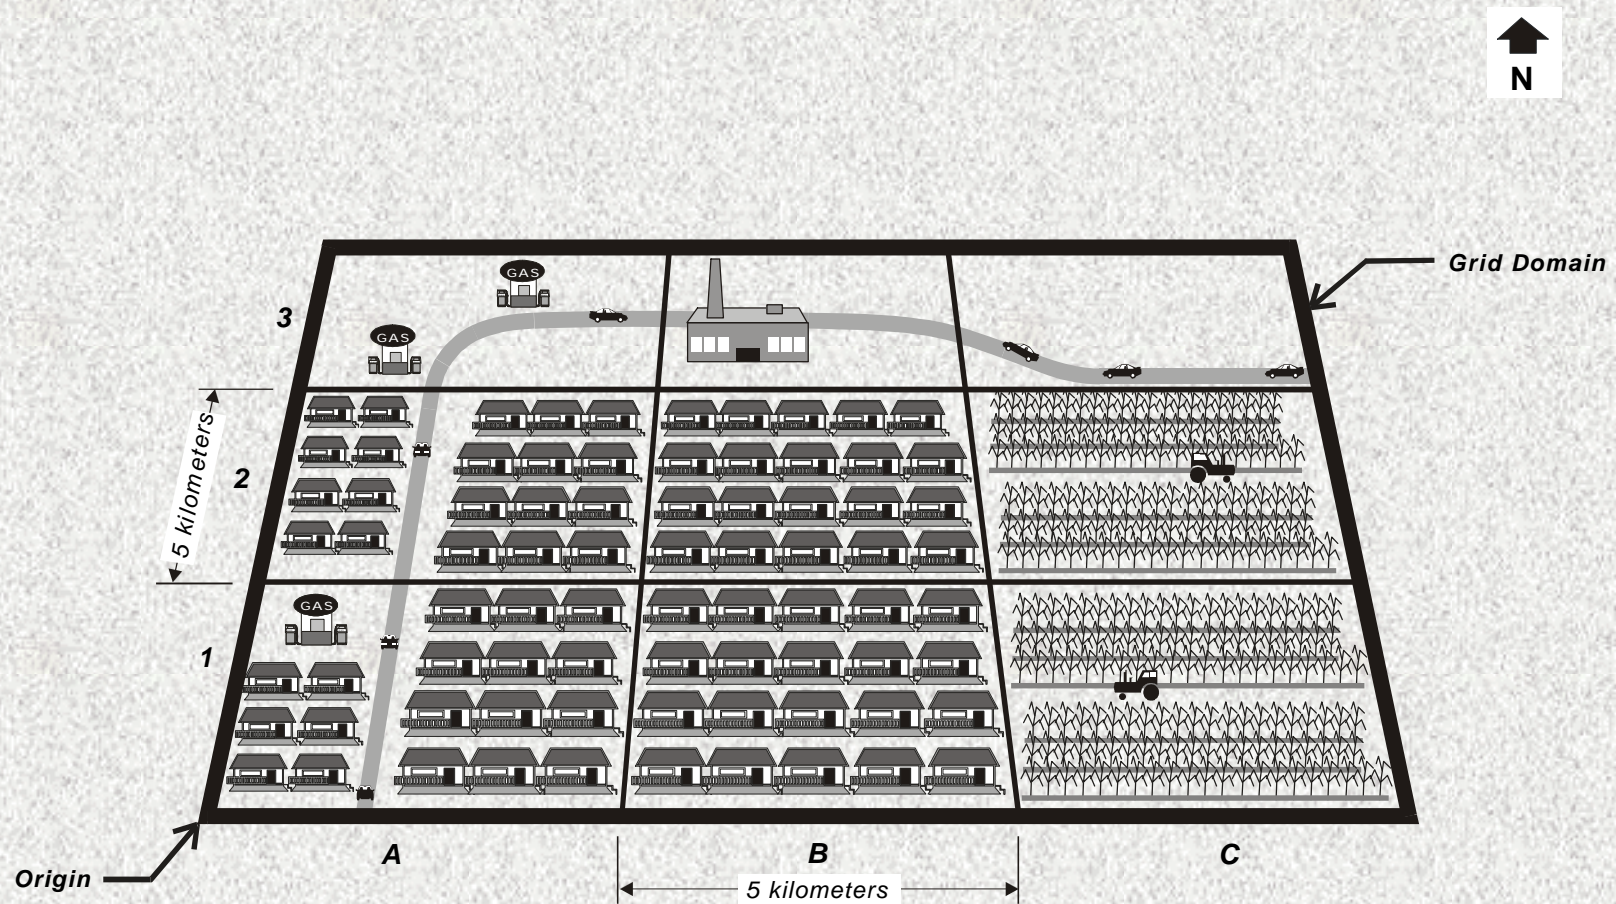 N
Grid Domain
GAS
3
GAS
2
5 kilometers
GAS
1
A
B
C
Origin
5 kilometers